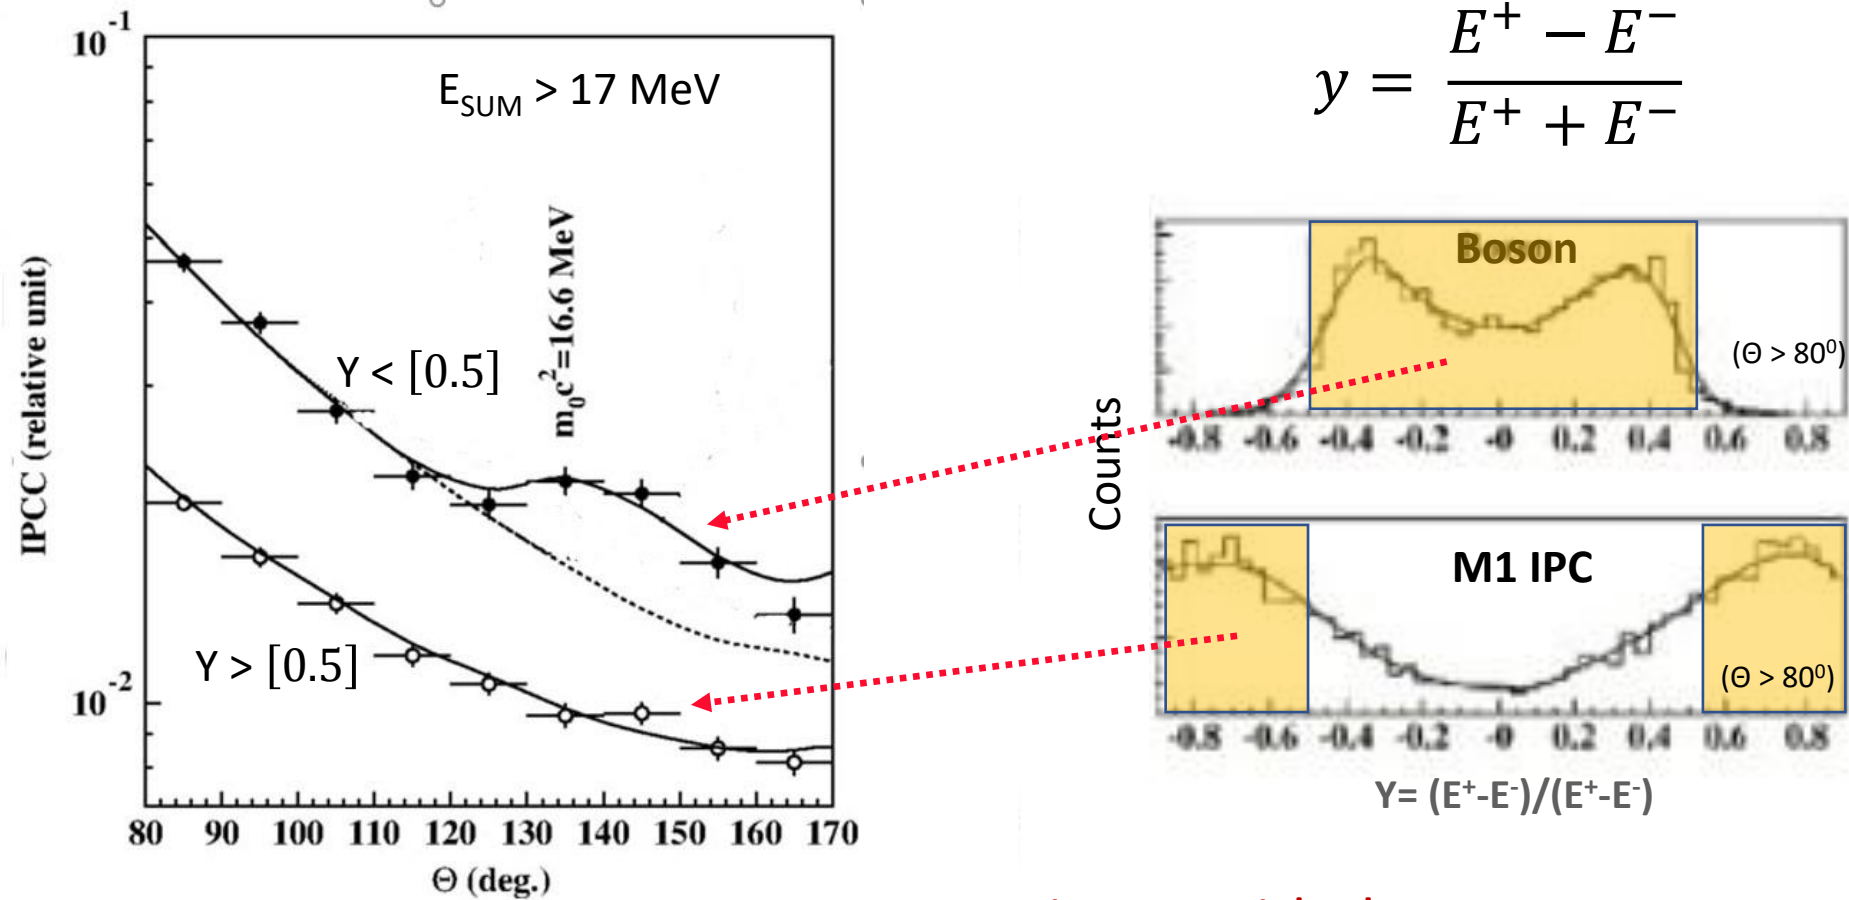 10⁻¹
E_SUM > 17 MeV
m₀c²=16.6 MeV
Y < [0.5]
Y > [0.5]
10⁻²
IPCC (relative unit)
80 90 100 110 120 130 140 150 160 170
Θ (deg.)
y = (E⁺ − E⁻)/(E⁺ + E⁻)
Boson
(Θ > 80⁰)
-0.8 -0.6 -0.4 -0.2 -0 0.2 0.4 0.6 0.8
Counts
M1 IPC
(Θ > 80⁰)
-0.8 -0.6 -0.4 -0.2 -0 0.2 0.4 0.6 0.8
Y= (E⁺-E⁻)/(E⁺-E⁻)